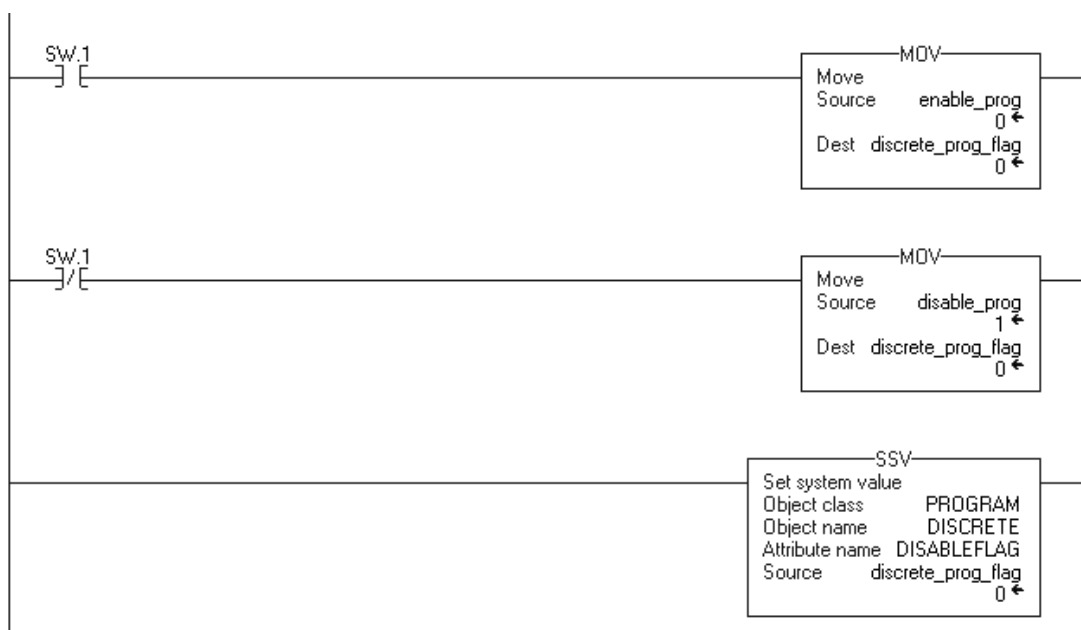 SW.1
MOV
Move
Source enable_prog
0
Dest discrete_prog_flag
0
SW.1
MOV
Move
Source disable_prog
1
Dest discrete_prog_flag
0
SSV
Set system value
Object class PROGRAM
Object name DISCRETE
Attribute name DISABLEFLAG
Source discrete_prog_flag
0